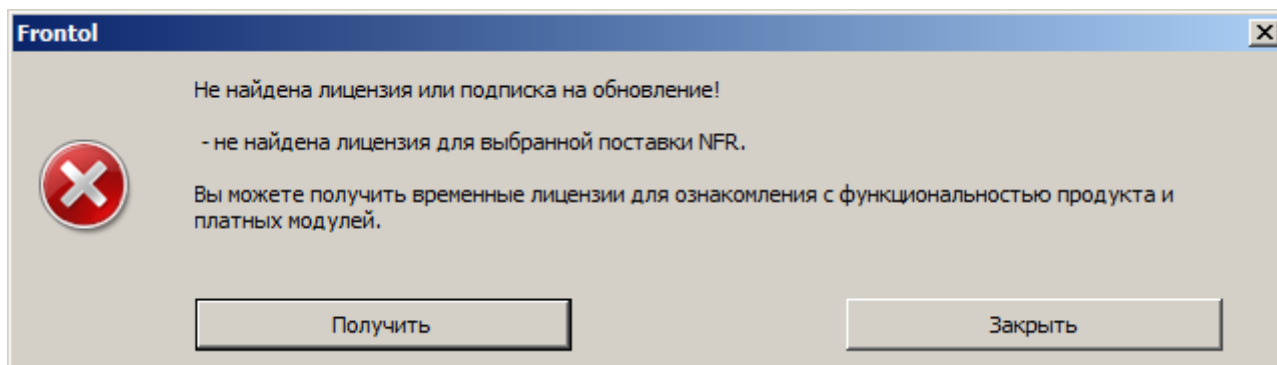 Frontol
Не найдена лицензия или подписка на обновление!
- не найдена лицензия для выбранной поставки NFR.
Вы можете получить временные лицензии для ознакомления с функциональностью продукта и
платных модулей.
Получить
Закрыть